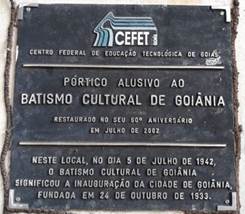 CEFET
GOIÁS
CENTRO FEDERAL DE EDUCAÇÃO TECNOLÓGICA DE GOIÁS
PÓRTICO ALUSIVO AO
BATISMO CULTURAL DE GOIÂNIA
RESTAURADO NO SEU 60º ANIVERSÁRIO
EM JULHO DE 2002
NESTE LOCAL, NO DIA 5 DE JULHO DE 1942,
O BATISMO CULTURAL DE GOIÂNIA
SIGNIFICOU A INAUGURAÇÃO DA CIDADE DE GOIÂNIA,
FUNDADA EM 24 DE OUTUBRO DE 1933.